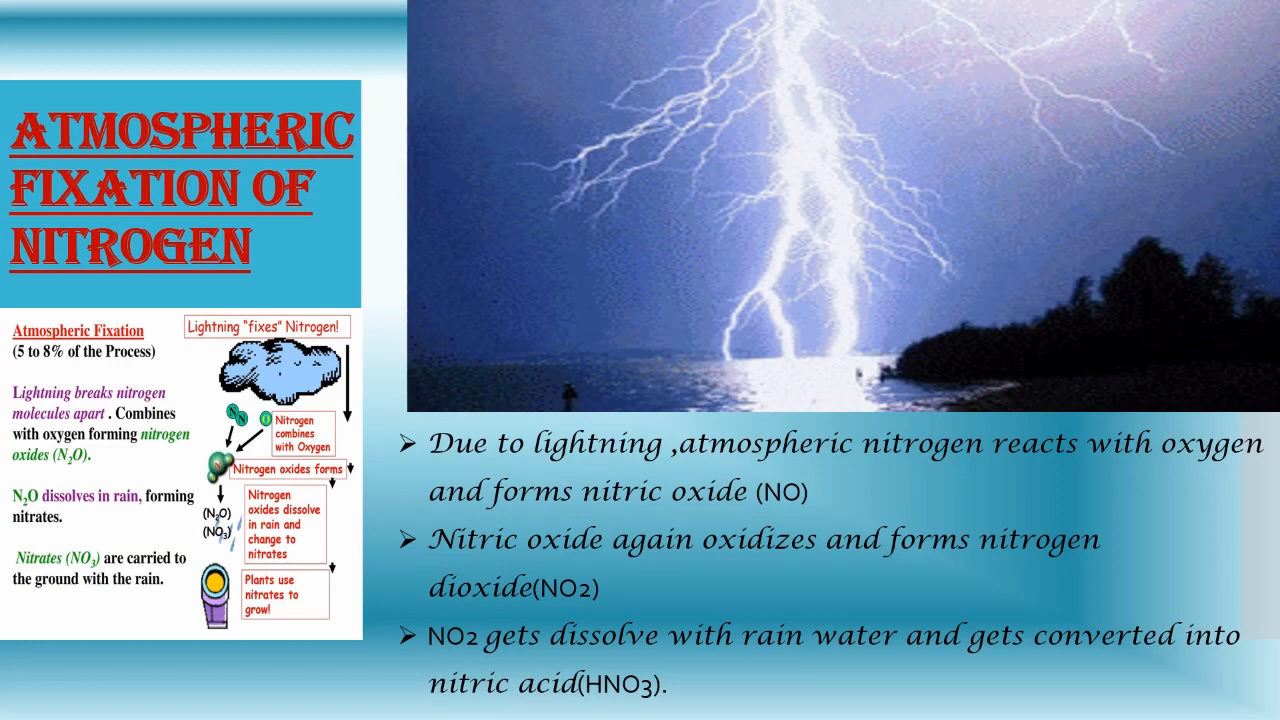 ATMOSPHERIC
FIXATION OF
NITROGEN
Atmospheric Fixation
(5 to 8% of the Process)
Lightning breaks nitrogen
molecules apart . Combines
with oxygen forming nitrogen
oxides (N₂O).
N₂O dissolves in rain, forming
nitrates.
Nitrates (NO₃) are carried to
the ground with the rain.
Lightning "fixes" Nitrogen!
N
N
O
Nitrogen
combines
with Oxygen
Nitrogen oxides forms
(N₂O)
(NO₃)
Nitrogen
oxides dissolve
in rain and
change to
nitrates
Plants use
nitrates to
grow!
➢ Due to lightning ,atmospheric nitrogen reacts with oxygen
and forms nitric oxide (NO)
➢ Nitric oxide again oxidizes and forms nitrogen
dioxide(NO2)
➢ NO2 gets dissolve with rain water and gets converted into
nitric acid(HNO3).